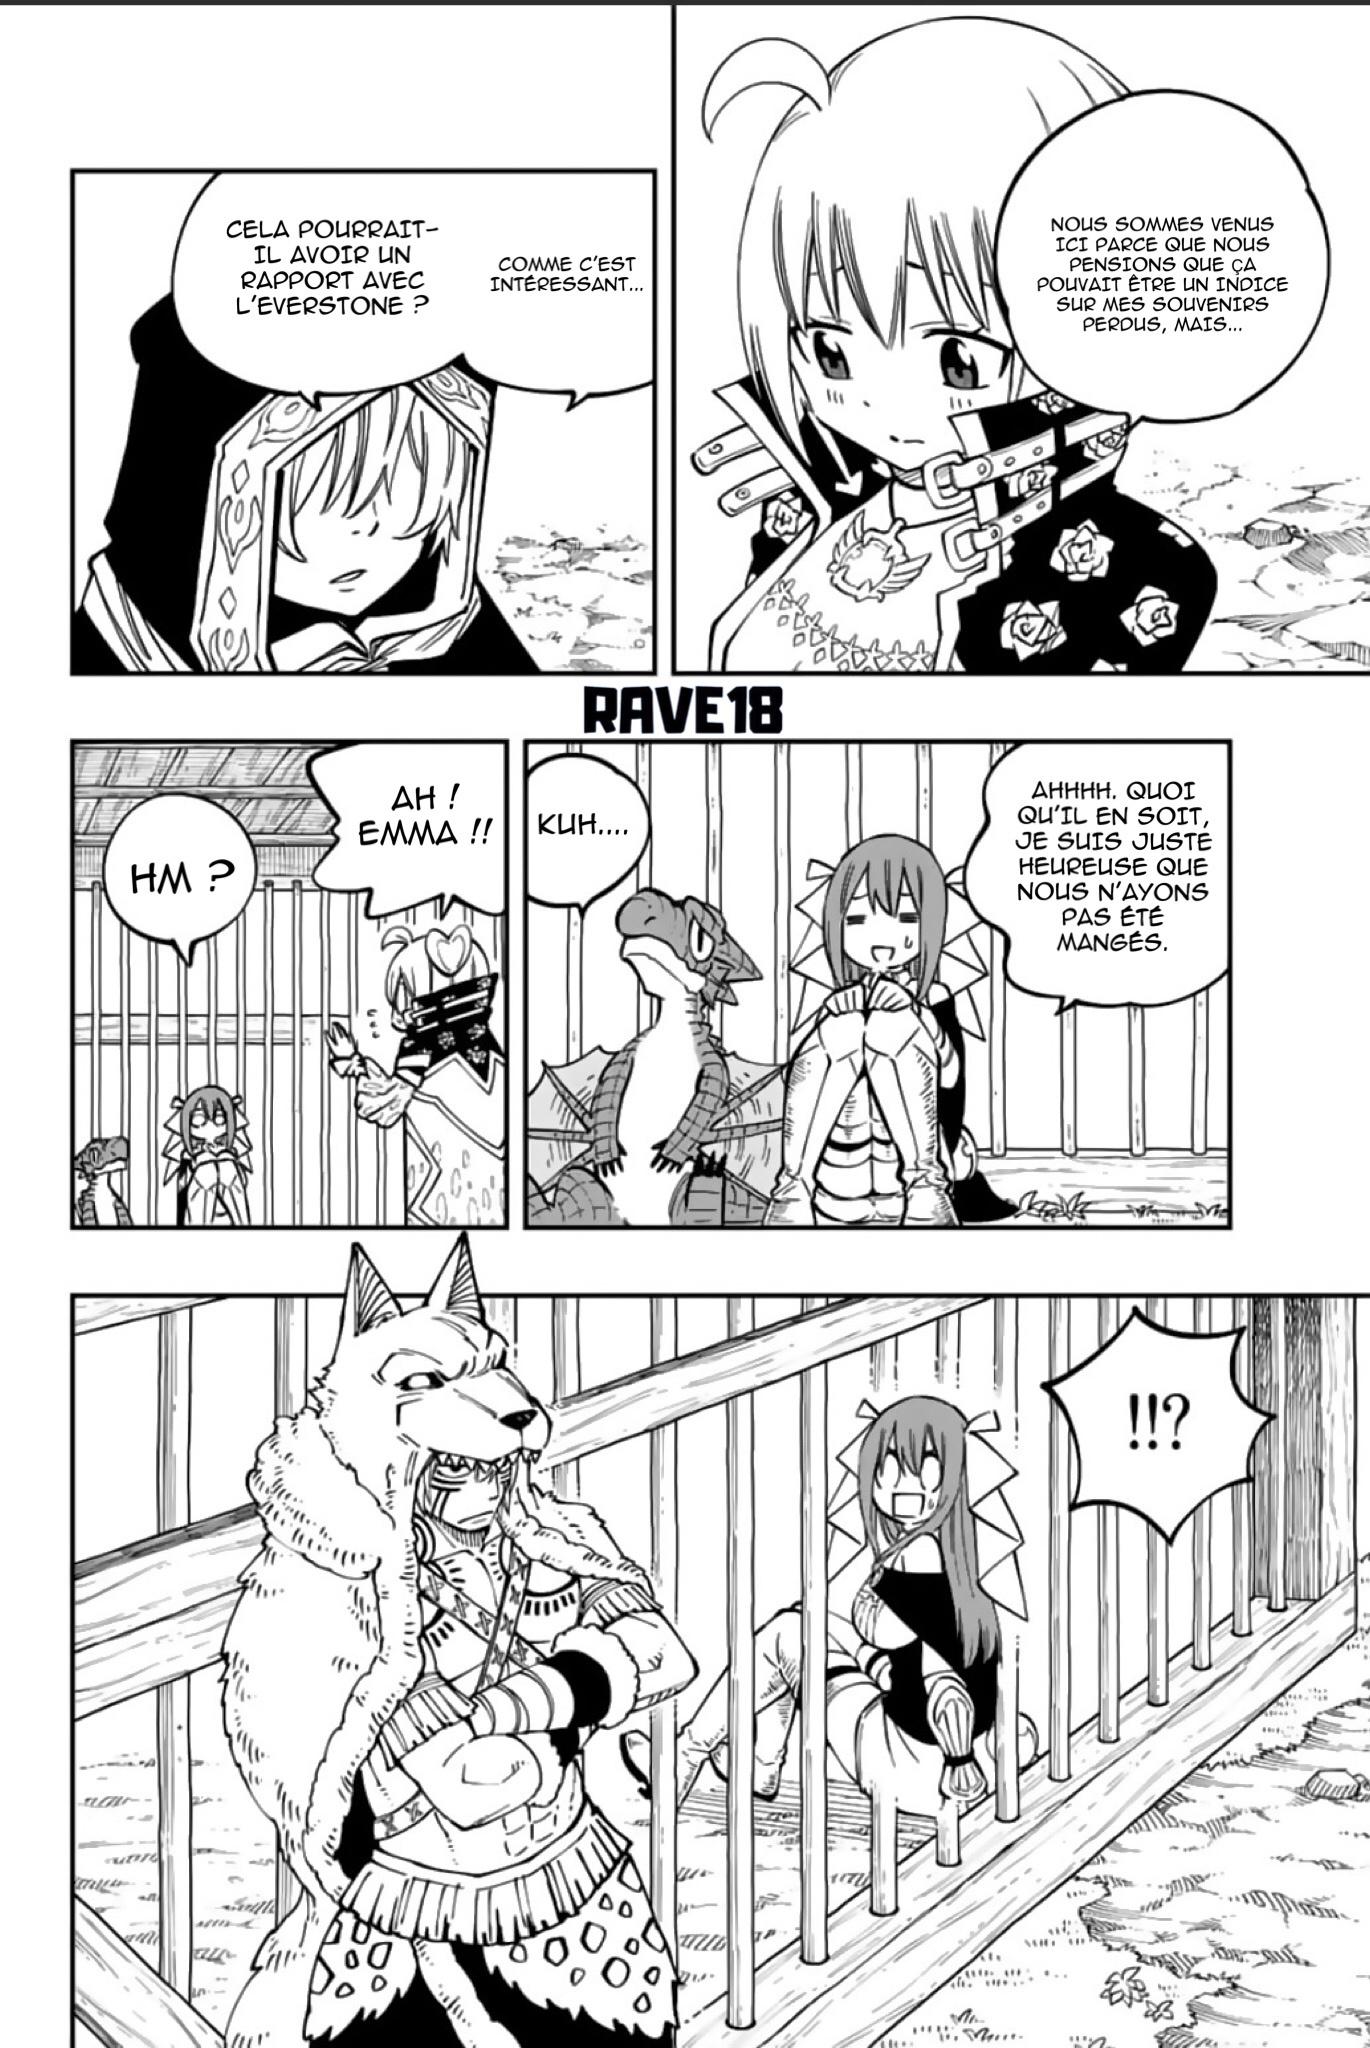 NOUS SOMMES VENUS
ICI PARCE QUE NOUS
PENSIONS QUE ÇA
POUVAIT ÊTRE UN INDICE
SUR MES SOUVENIRS
PERDUS, MAIS...
COMME C'EST
INTÉRESSANT...
CELA POURRAIT-
IL AVOIR UN
RAPPORT AVEC
L'EVERSTONE ?
RAVE18
AHHHH. QUOI
QU'IL EN SOIT,
JE SUIS JUSTE
HEUREUSE QUE
NOUS N'AYONS
PAS ÉTÉ
MANGÉS.
KUH....
AH !
EMMA !!
HM ?
!!?